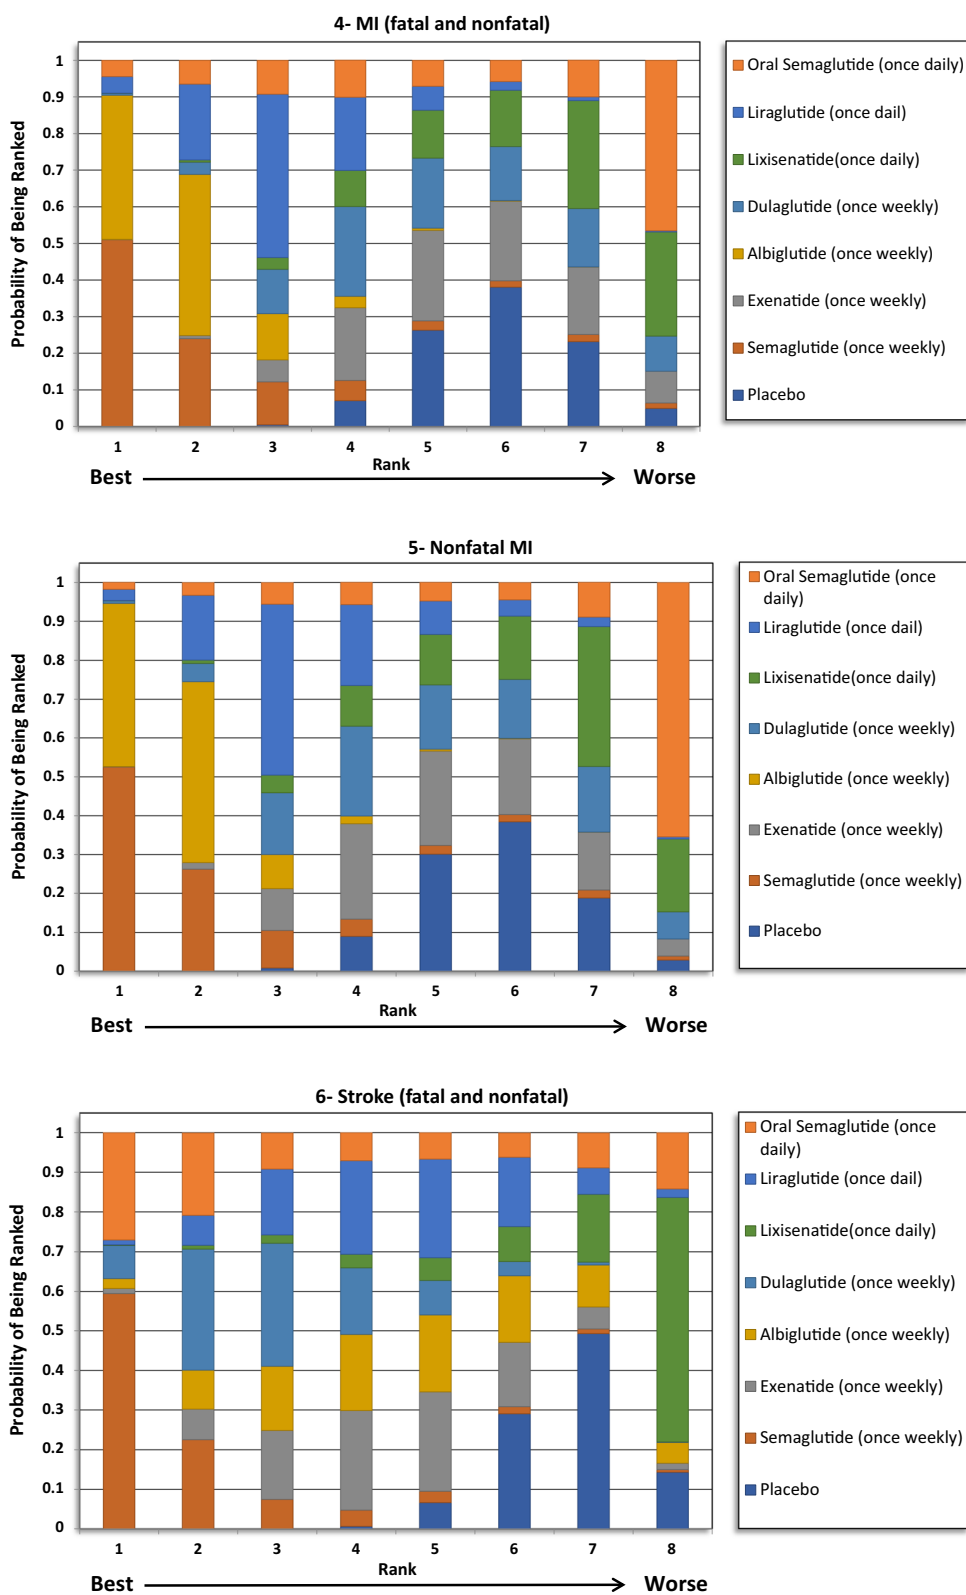 4- MI (fatal and nonfatal)
Probability of Being Ranked
1
0.9
0.8
0.7
0.6
0.5
0.4
0.3
0.2
0.1
0
1 2 3 4 5 6 7 8
Rank
Best Worse
Oral Semaglutide (once daily)
Liraglutide (once dail)
Lixisenatide(once daily)
Dulaglutide (once weekly)
Albiglutide (once weekly)
Exenatide (once weekly)
Semaglutide (once weekly)
Placebo
5- Nonfatal MI
Probability of Being Ranked
1
0.9
0.8
0.7
0.6
0.5
0.4
0.3
0.2
0.1
0
1 2 3 4 5 6 7 8
Rank
Best Worse
Oral Semaglutide (once
daily)
Liraglutide (once dail)
Lixisenatide(once daily)
Dulaglutide (once weekly)
Albiglutide (once weekly)
Exenatide (once weekly)
Semaglutide (once weekly)
Placebo
6- Stroke (fatal and nonfatal)
Probability of Being Ranked
1
0.9
0.8
0.7
0.6
0.5
0.4
0.3
0.2
0.1
0
1 2 3 4 5 6 7 8
Rank
Best Worse
Oral Semaglutide (once
daily)
Liraglutide (once dail)
Lixisenatide(once daily)
Dulaglutide (once weekly)
Albiglutide (once weekly)
Exenatide (once weekly)
Semaglutide (once weekly)
Placebo